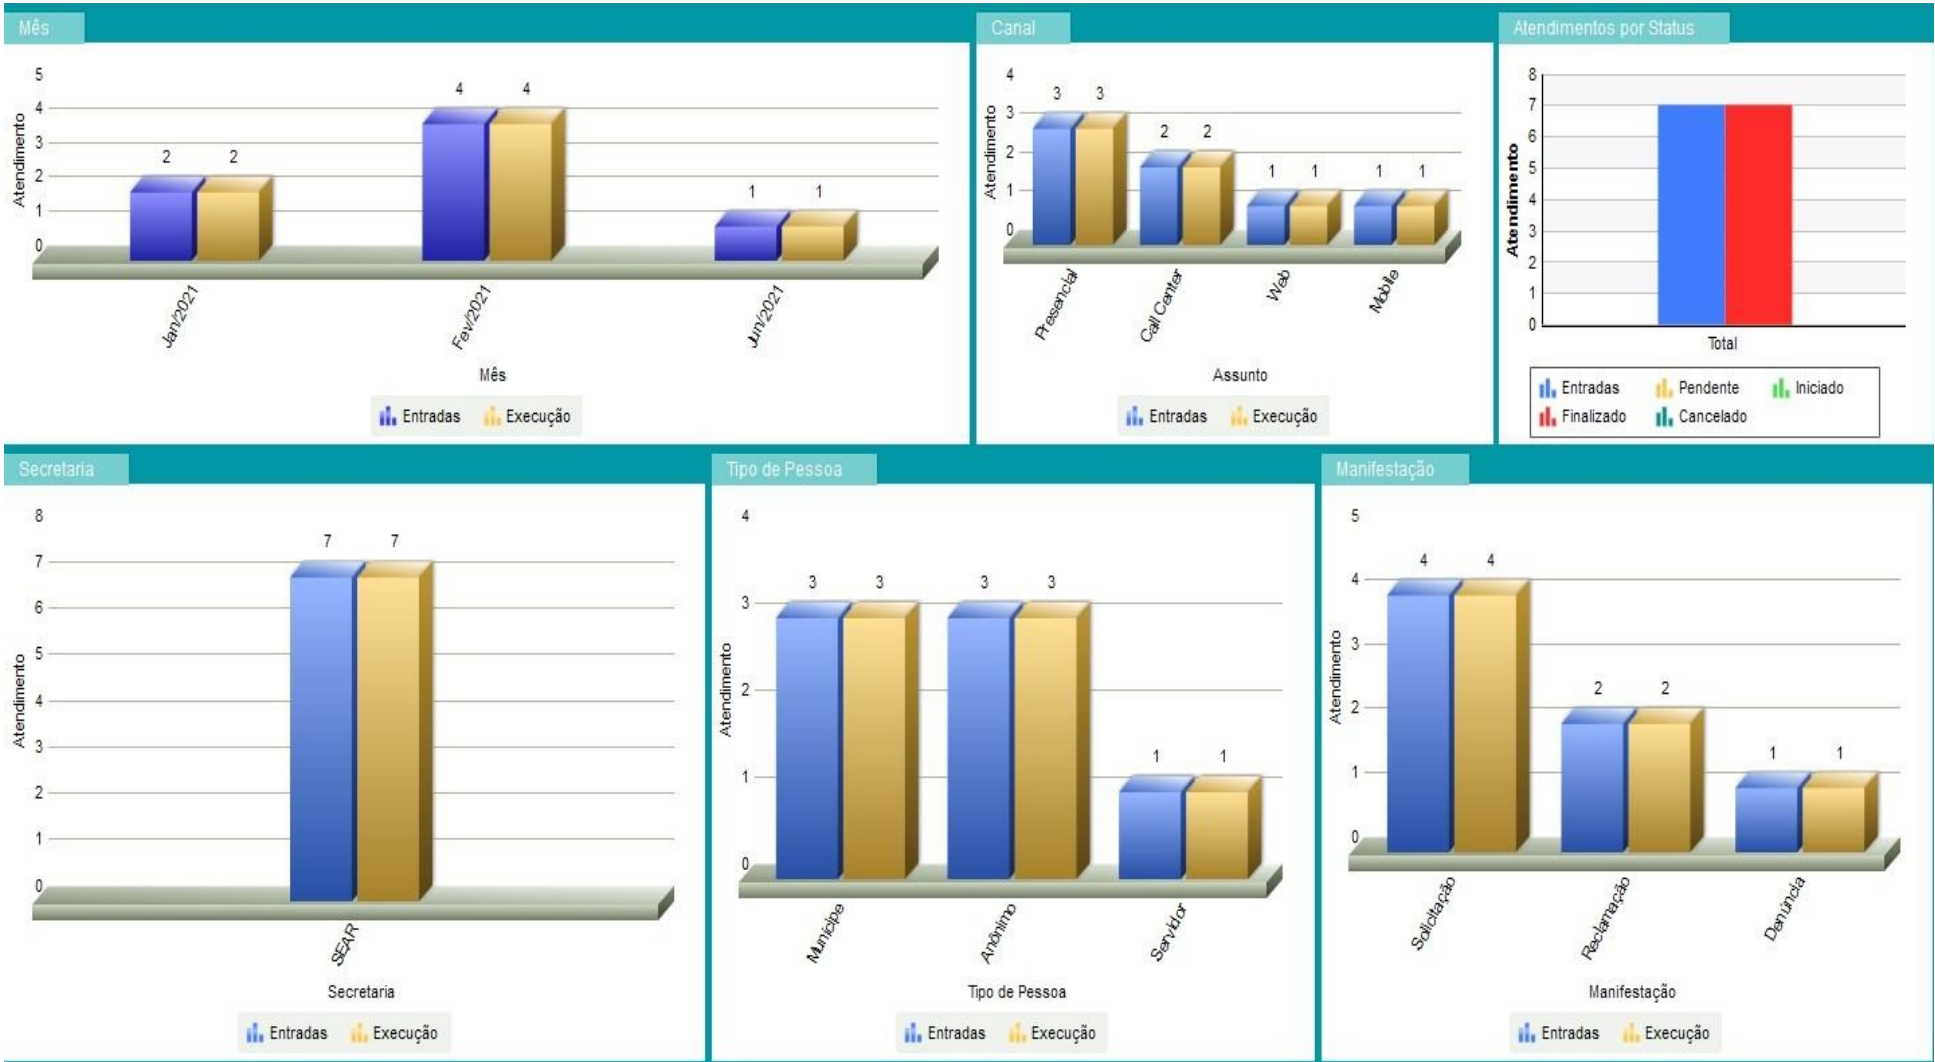 Mês
5
4
3
2
1
0
Atendimento
2 2
4 4
1 1
Jan/2021
Fev/2021
Jun/2021
Mês
Entradas Execução
Canal
4
3
2
1
0
Atendimento
3 3
2 2
1 1
1 1
Presencial
Call Center
Web
Mobile
Assunto
Entradas Execução
Atendimentos por Status
8
7
6
5
4
3
2
1
0
Atendimento
Total
Entradas Pendente Iniciado
Finalizado Cancelado
Secretaria
8
7
6
5
4
3
2
1
0
Atendimento
7 7
SEAR
Secretaria
Entradas Execução
Tipo de Pessoa
4
3
2
1
0
Atendimento
3 3
3 3
1 1
Munícipe
Anônimo
Servidor
Tipo de Pessoa
Entradas Execução
Manifestação
5
4
3
2
1
0
Atendimento
4 4
2 2
1 1
Solicitação
Reclamação
Denúncia
Manifestação
Entradas Execução